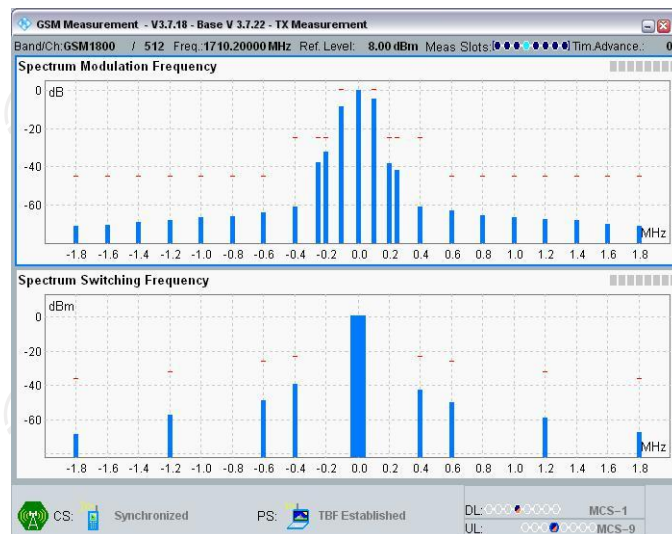 GSM Measurement - V3.7.18 - Base V 3.7.22 - TX Measurement
Band/Ch:GSM1800 / 512 Freq.:1710.20000 MHz Ref. Level: 8.00 dBm Meas Slots: Tim.Advance.: 0
Spectrum Modulation Frequency
dB
0
-20
-40
-60
MHz
-1.8 -1.6 -1.4 -1.2 -1.0 -0.8 -0.6 -0.4 -0.2 0.0 0.2 0.4 0.6 0.8 1.0 1.2 1.4 1.6 1.8
Spectrum Switching Frequency
dBm
0
-20
-40
-60
MHz
-1.8 -1.6 -1.4 -1.2 -1.0 -0.8 -0.6 -0.4 -0.2 0.0 0.2 0.4 0.6 0.8 1.0 1.2 1.4 1.6 1.8
CS: Synchronized PS: TBF Established
DL: MCS-1
UL: MCS-9